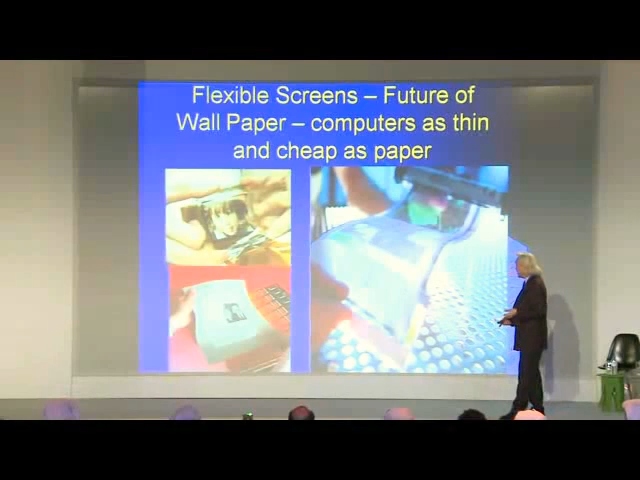 Flexible Screens – Future of
Wall Paper – computers as thin
and cheap as paper